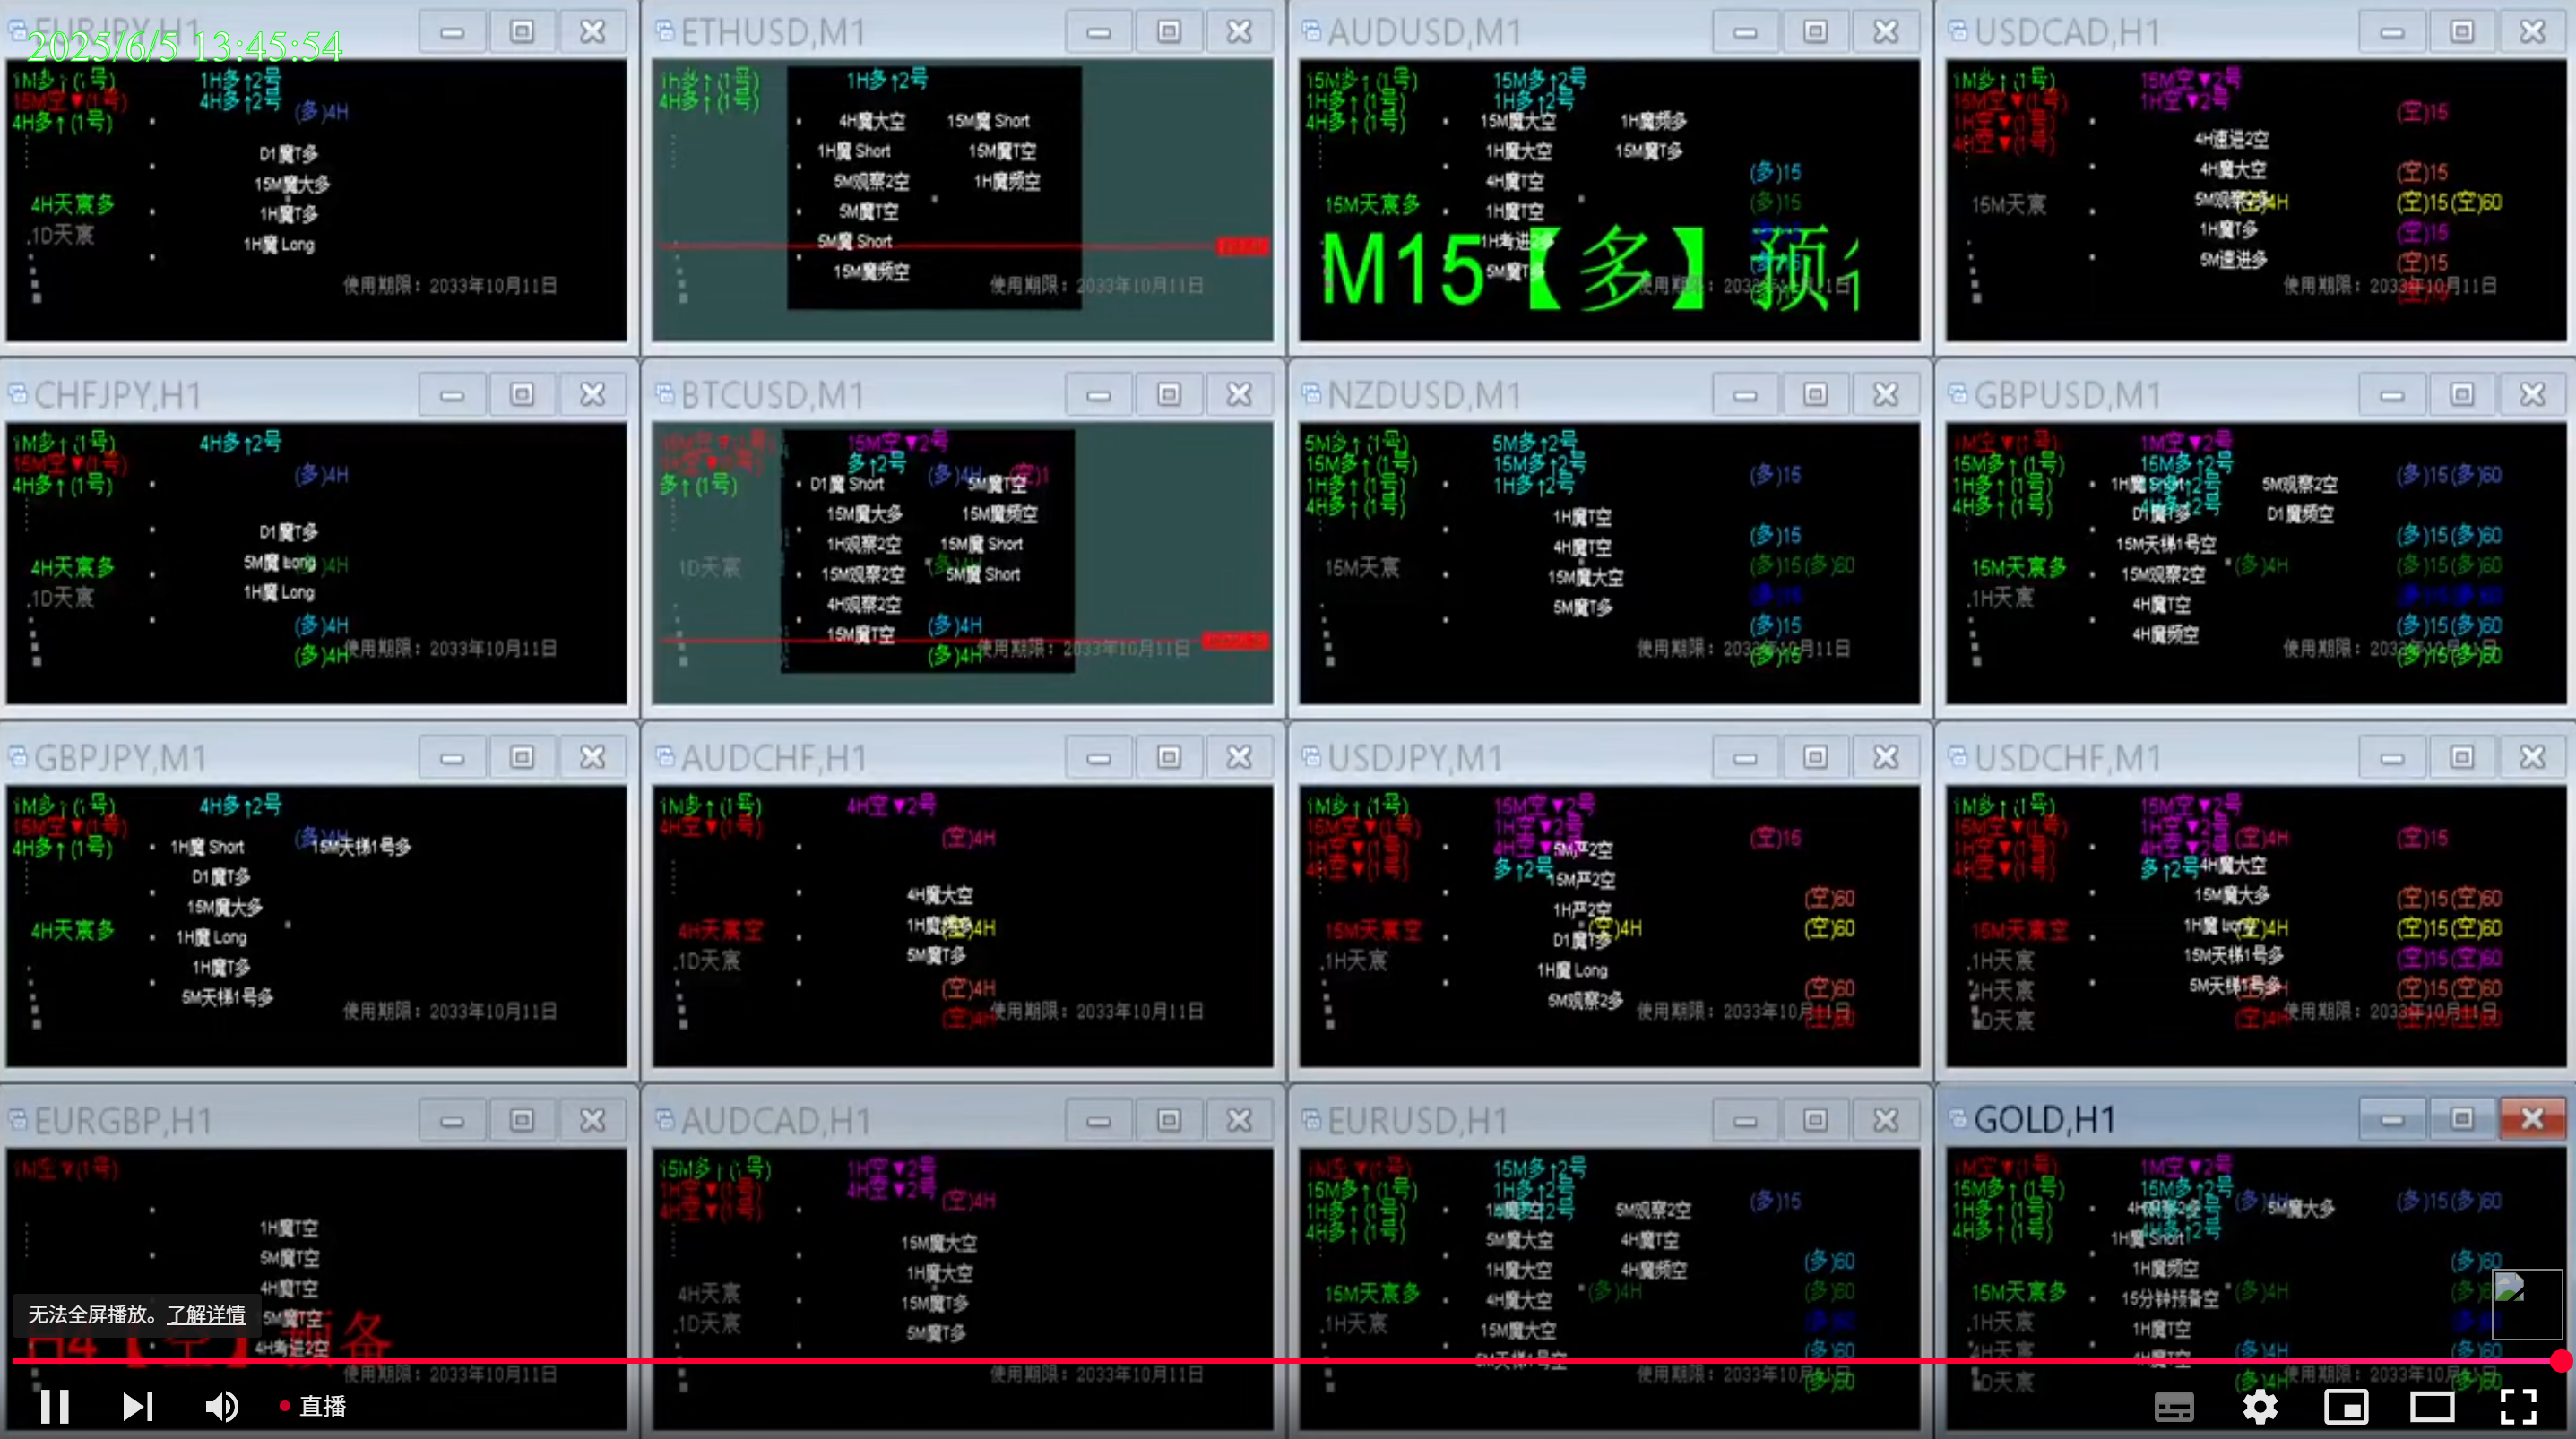 2025/6/5 13:45:54
EURJPY,H1
1M多↑(1号)
1H多↑2号
15M空▼(1号)
4H多↑2号
(多)4H
4H多↑(1号)
D1魔T多
15M魔大多
4H天宸多
1H魔T多
.1D天宸
1H魔 Long
使用期限：2033年10月11日
ETHUSD,M1
1H多↑(1号)
1H多↑2号
4H多↑(1号)
4H魔大空
15M魔 Short
1H魔 Short
15M魔T空
5M观察2空
1H魔频空
5M魔T空
5M魔 Short
15M魔频空
使用期限：2033年10月11日
AUDUSD,M1
15M多↑(1号)
15M多↑2号
1H多↑(1号)
1H多↑2号
4H多↑(1号)
15M魔大空
1H魔频多
1H魔大空
15M魔T多
(多)15
4H魔T空
15M天宸多
1H魔T空
(多)15
1H考进2多
5M魔T多
M15【多】预
USDCAD,H1
1M多↑(1号)
15M空▼2号
15M空▼(1号)
1H空▼2号
(空)15
1H空▼(1号)
4H空▼(1号)
4H速进2空
4H魔大空
(空)15
15M天宸
(空)4H
(空)15(空)60
1H魔T多
(空)15
5M速进多
(空)15
使用期限：2033年10月11日
CHFJPY,H1
1M多↑(1号)
4H多↑2号
15M空▼(1号)
(多)4H
4H多↑(1号)
D1魔T多
4H天宸多
5M魔 Long
(多)4H
.1D天宸
1H魔 Long
(多)4H
(多)4H
使用期限：2033年10月11日
BTCUSD,M1
15M空▼(1号)
15M空▼2号
多↑2号
(多)4H
(空)1
多↑(1号)
D1魔 Short
5M魔T空
15M魔大多
15M魔频空
1H观察2空
15M魔 Short
1D天宸
15M观察2空
5M魔 Short
4H观察2空
15M魔T空
(多)4H
(多)4H
使用期限：2033年10月11日
NZDUSD,M1
5M多↑(1号)
5M多↑2号
15M多↑(1号)
15M多↑2号
1H多↑(1号)
1H多↑2号
(多)15
4H多↑(1号)
1H魔T空
(多)15
4H魔T空
15M天宸
15M魔大空
(多)15(多)60
5M魔T多
(多)15
(多)15
使用期限：2033年10月11日
GBPUSD,M1
1M空▼(1号)
1M空▼2号
15M多↑(1号)
15M多↑2号
(多)15(多)60
1H多↑(1号)
1H魔 Short
5M观察2空
4H多↑(1号)
D1魔T多
D1魔频空
15M天梯1号空
(多)15(多)60
15M天宸多
15M观察2空
(多)4H
(多)15(多)60
.1H天宸
4H魔T空
4H魔频空
(多)15(多)60
(多)15(多)60
使用期限：2033年10月11日
GBPJPY,M1
1M多↑(1号)
4H多↑2号
15M空▼(1号)
(多)4H
4H多↑(1号)
1H魔 Short
15M天梯1号多
D1魔T多
15M魔大多
4H天宸多
1H魔 Long
1H魔T多
5M天梯1号多
使用期限：2033年10月11日
AUDCHF,H1
1M多↑(1号)
4H空▼2号
4H空▼(1号)
(空)4H
4H魔大空
4H天宸空
(空)4H
.1D天宸
5M魔T多
(空)4H
(空)4H
使用期限：2033年10月11日
USDJPY,M1
1M多↑(1号)
15M空▼2号
15M空▼(1号)
1H空▼2号
(空)15
1H空▼(1号)
4H空▼
5M严2空
4H空▼(1号)
多↑2号
15M严2空
1H严2空
(空)60
15M天宸空
D1魔T多
(空)4H
(空)60
.1H天宸
1H魔 Long
5M观察2多
(空)60
(空)60
使用期限：2033年10月11日
USDCHF,M1
1M多↑(1号)
15M空▼2号
15M空▼(1号)
1H空▼2号
(空)4H
(空)15
1H空▼(1号)
4H空▼2号
4H空▼(1号)
多↑2号
4H魔大空
15M魔大多
(空)15(空)60
15M天宸空
(空)4H
(空)15(空)60
.1H天宸
15M天梯1号多
(空)15(空)60
4H天宸
5M天梯1号多
(空)15(空)60
1D天宸
(空)4H
使用期限：2033年10月11日
EURGBP,H1
1M空▼(1号)
1H魔T空
5M魔T空
4H魔T空
5M魔T空
4H考进2空
H4【空】预备
使用期限：2033年10月11日
AUDCAD,H1
15M多↑(1号)
1H空▼2号
1H空▼(1号)
4H空▼2号
(空)4H
4H空▼(1号)
15M魔大空
1H魔大空
4H天宸
15M魔T多
.1D天宸
5M魔T多
使用期限：2033年10月11日
EURUSD,H1
1M空▼(1号)
15M多↑2号
15M多↑(1号)
1H多↑2号
(多)15
1H多↑(1号)
5M观察2空
4H多↑(1号)
5M魔大空
4H魔T空
1H魔大空
4H魔频空
(多)60
15M天宸多
4H魔大空
(多)4H
(多)60
.1H天宸
15M魔大空
(多)60
5M天梯1号空
(多)60
使用期限：2033年10月11日
GOLD,H1
1M空▼(1号)
1M空▼2号
15M多↑(1号)
15M多↑2号
(多)4H
(多)15(多)60
1H多↑(1号)
5M魔大多
4H多↑(1号)
1H魔 Short
1H魔频空
(多)60
15M天宸多
15分钟预备空
(多)4H
.1H天宸
1H魔T空
4H天宸
4H魔T空
(多)4H
(多)60
1D天宸
(多)4H
使用期限：2033年10月11日
无法全屏播放。了解详情
直播